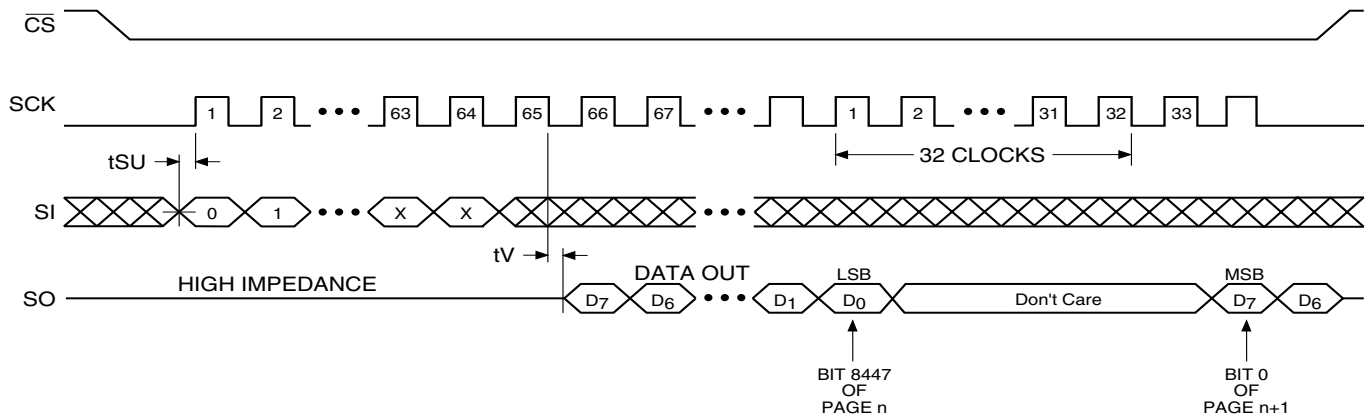 CS
SCK 1 2 ••• 63 64 65 66 67 ••• 1 2 ••• 31 32 33
tSU
32 CLOCKS
SI 0 1 ••• X X •••
tV
HIGH IMPEDANCE
DATA OUT
LSB
MSB
SO D7 D6 ••• D1 D0 Don't Care D7 D6
BIT 8447
OF
PAGE n
BIT 0
OF
PAGE n+1